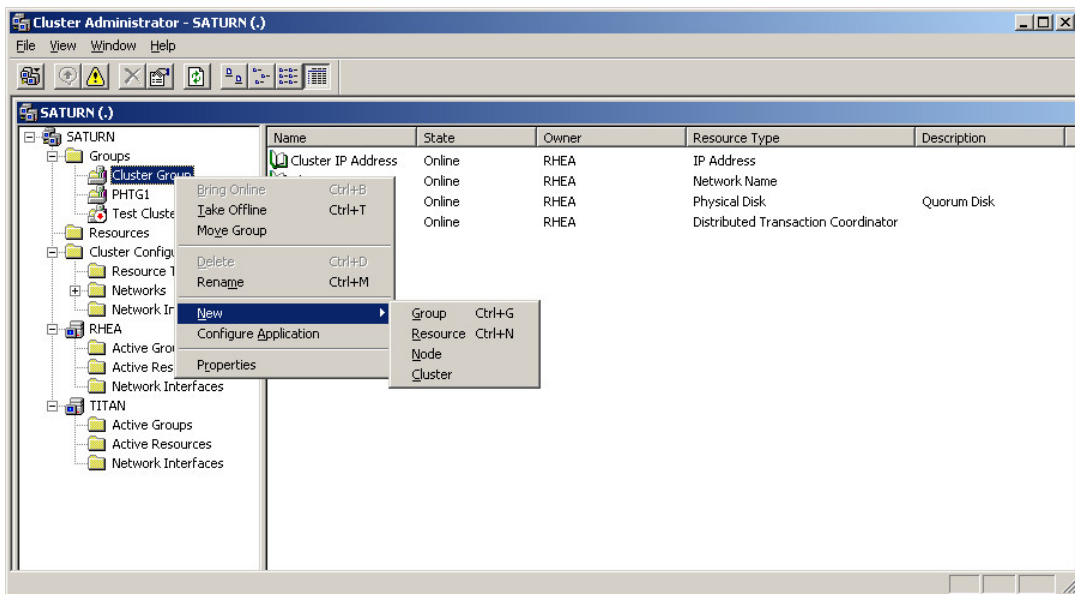 Cluster Administrator - SATURN (.)
File View Window Help
SATURN (.)
SATURN
Groups
Cluster Group
PHTG1
Test Cluste
Resources
Cluster Configu
Resource T
Networks
Network In
RHEA
Active Grou
Active Res
Network Interfaces
TITAN
Active Groups
Active Resources
Network Interfaces
Name State Owner Resource Type Description
Cluster IP Address Online RHEA IP Address
Online RHEA Network Name
Online RHEA Physical Disk Quorum Disk
Online RHEA Distributed Transaction Coordinator
Bring Online Ctrl+B
Take Offline Ctrl+T
Move Group
Delete Ctrl+D
Rename Ctrl+M
New
Configure Application
Properties
Group Ctrl+G
Resource Ctrl+N
Node
Cluster